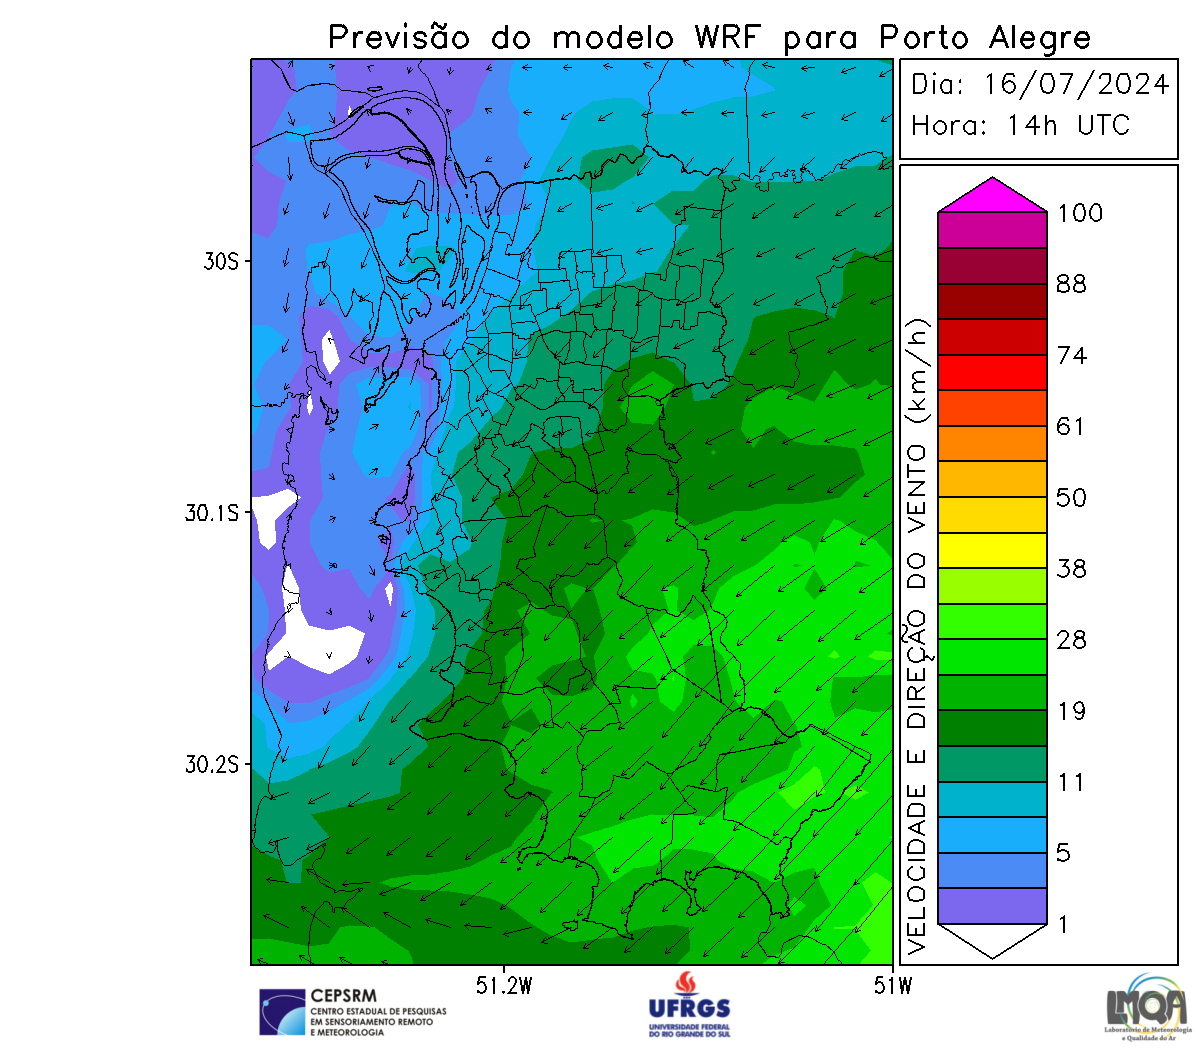 Previsão do modelo WRF para Porto Alegre
Dia: 16/07/2024
Hora: 14h UTC
30S
30.1S
30.2S
51.2W
51W
VELOCIDADE E DIREÇÃO DO VENTO (km/h)
100
88
74
61
50
38
28
19
11
5
1
CEPSRM
CENTRO ESTADUAL DE PESQUISAS
EM SENSORIAMENTO REMOTO
E METEOROLOGIA
UFRGS
UNIVERSIDADE FEDERAL
DO RIO GRANDE DO SUL
LMQA
Laboratório de Meteorologia
e Qualidade do Ar